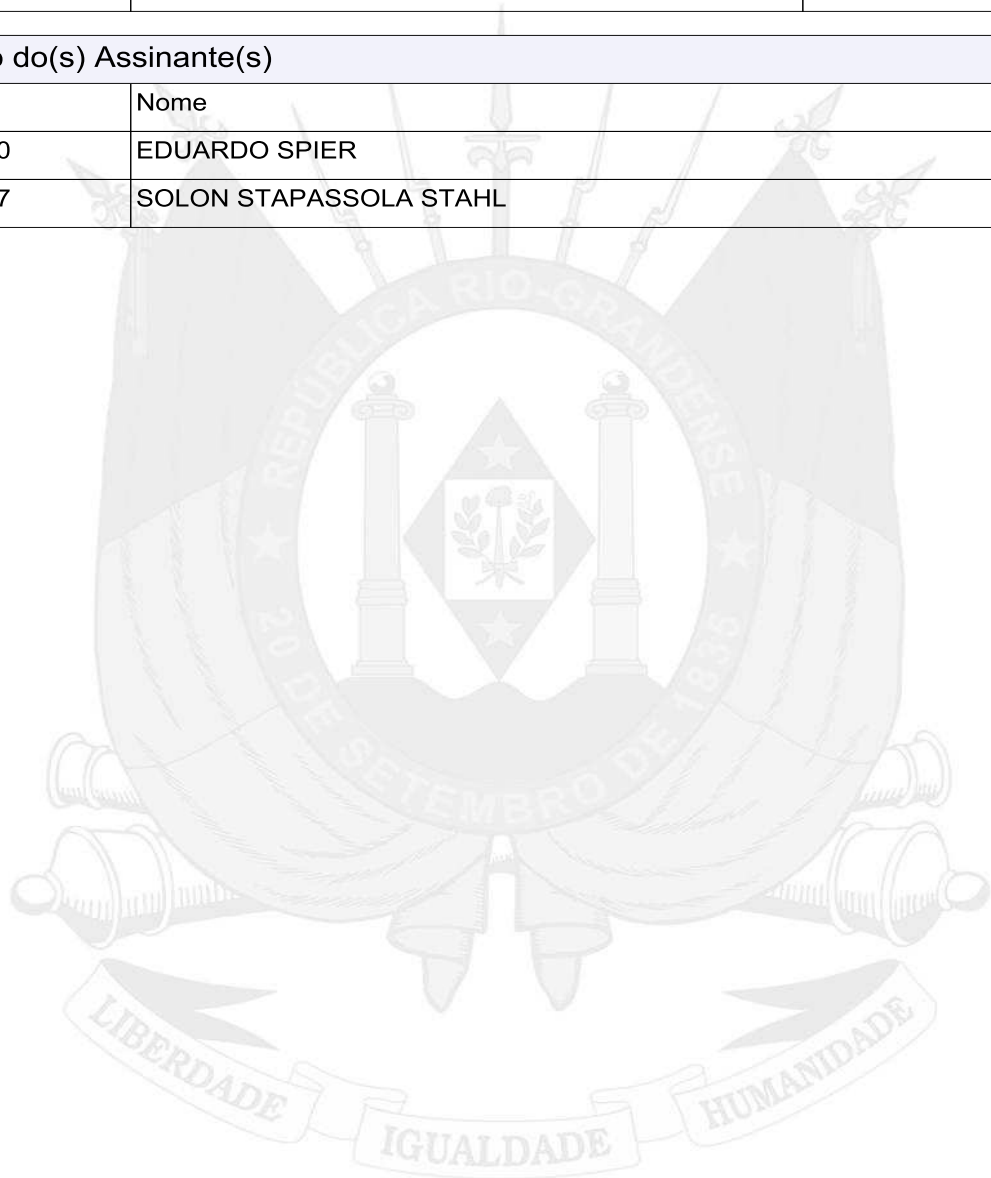 o do(s) Assinante(s)
Nome
0 EDUARDO SPIER
7 SOLON STAPASSOLA STAHL
REPÚBLICA RIO-GRANDENSE
★ 20 DE SETEMBRO DE 1835 ★
LIBERDADE IGUALDADE HUMANIDADE